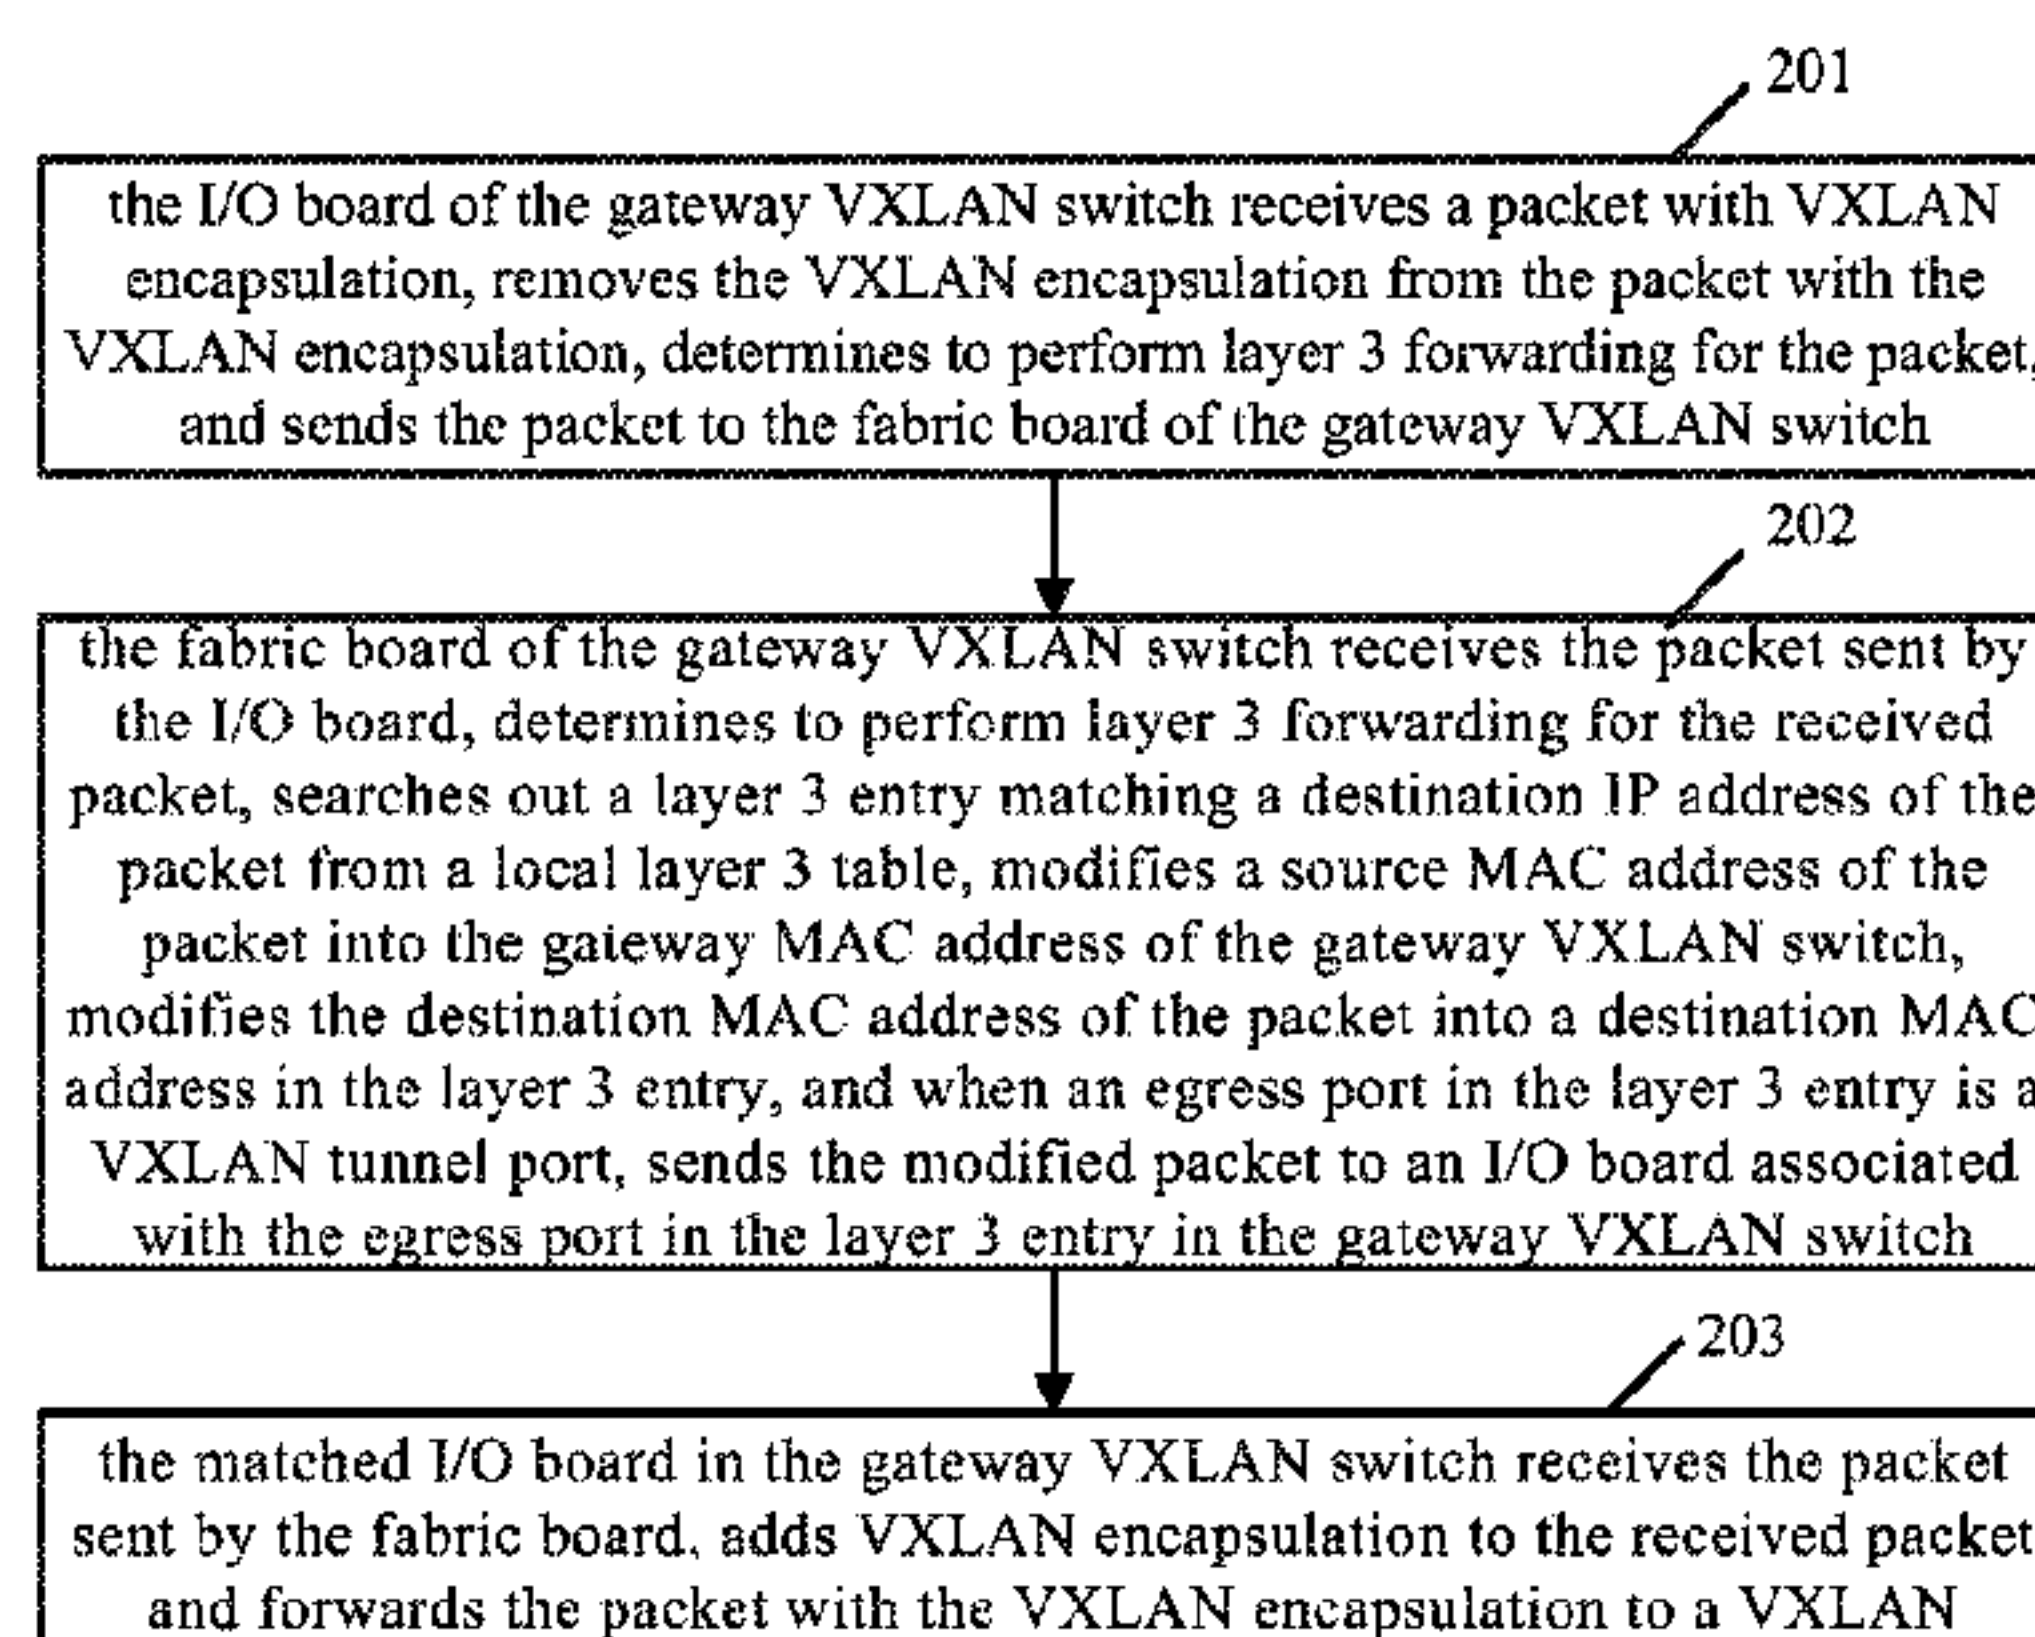 201
the I/O board of the gateway VXLAN switch receives a packet with VXLAN
encapsulation, removes the VXLAN encapsulation from the packet with the
VXLAN encapsulation, determines to perform layer 3 forwarding for the packet,
and sends the packet to the fabric board of the gateway VXLAN switch
202
the fabric board of the gateway VXLAN switch receives the packet sent by
the I/O board, determines to perform layer 3 forwarding for the received
packet, searches out a layer 3 entry matching a destination IP address of the
packet from a local layer 3 table, modifies a source MAC address of the
packet into the gateway MAC address of the gateway VXLAN switch,
modifies the destination MAC address of the packet into a destination MAC
address in the layer 3 entry, and when an egress port in the layer 3 entry is a
VXLAN tunnel port, sends the modified packet to an I/O board associated
with the egress port in the layer 3 entry in the gateway VXLAN switch
203
the matched I/O board in the gateway VXLAN switch receives the packet
sent by the fabric board, adds VXLAN encapsulation to the received packet
and forwards the packet with the VXLAN encapsulation to a VXLAN